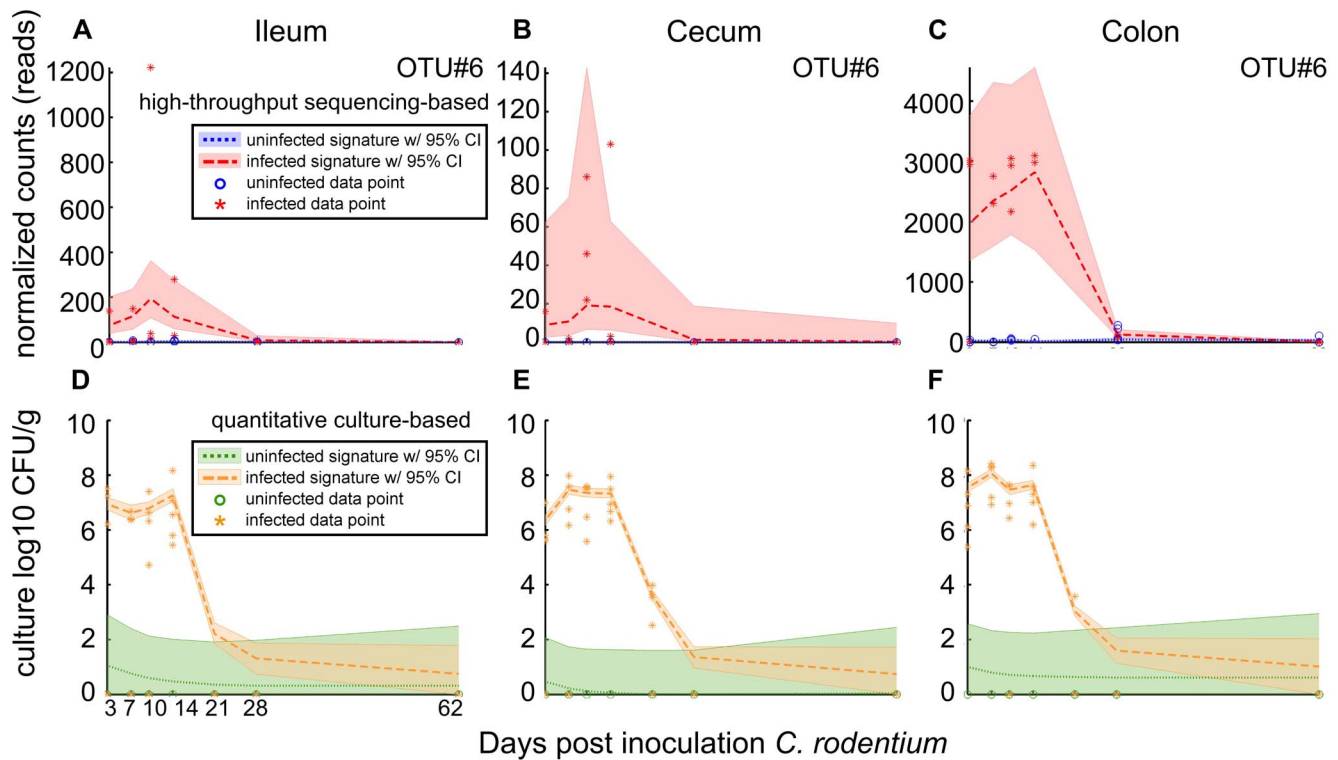 A Ileum
B Cecum
C Colon
OTU#6
OTU#6
OTU#6
normalized counts (reads)
high-throughput sequencing-based
uninfected signature w/ 95% CI
infected signature w/ 95% CI
uninfected data point
infected data point
1200
1000
800
600
400
200
0
140
120
100
80
60
40
20
0
4000
3000
2000
1000
0
D
E
F
culture log10 CFU/g
quantitative culture-based
uninfected signature w/ 95% CI
infected signature w/ 95% CI
uninfected data point
infected data point
10
8
6
4
2
0
10
8
6
4
2
0
10
8
6
4
2
0
3 7 10 14 21 28 62
Days post inoculation C. rodentium